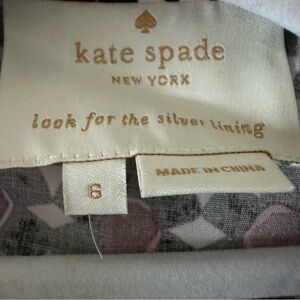 kate spade
NEW YORK
look for the silver lining
6
MADE IN CHINA